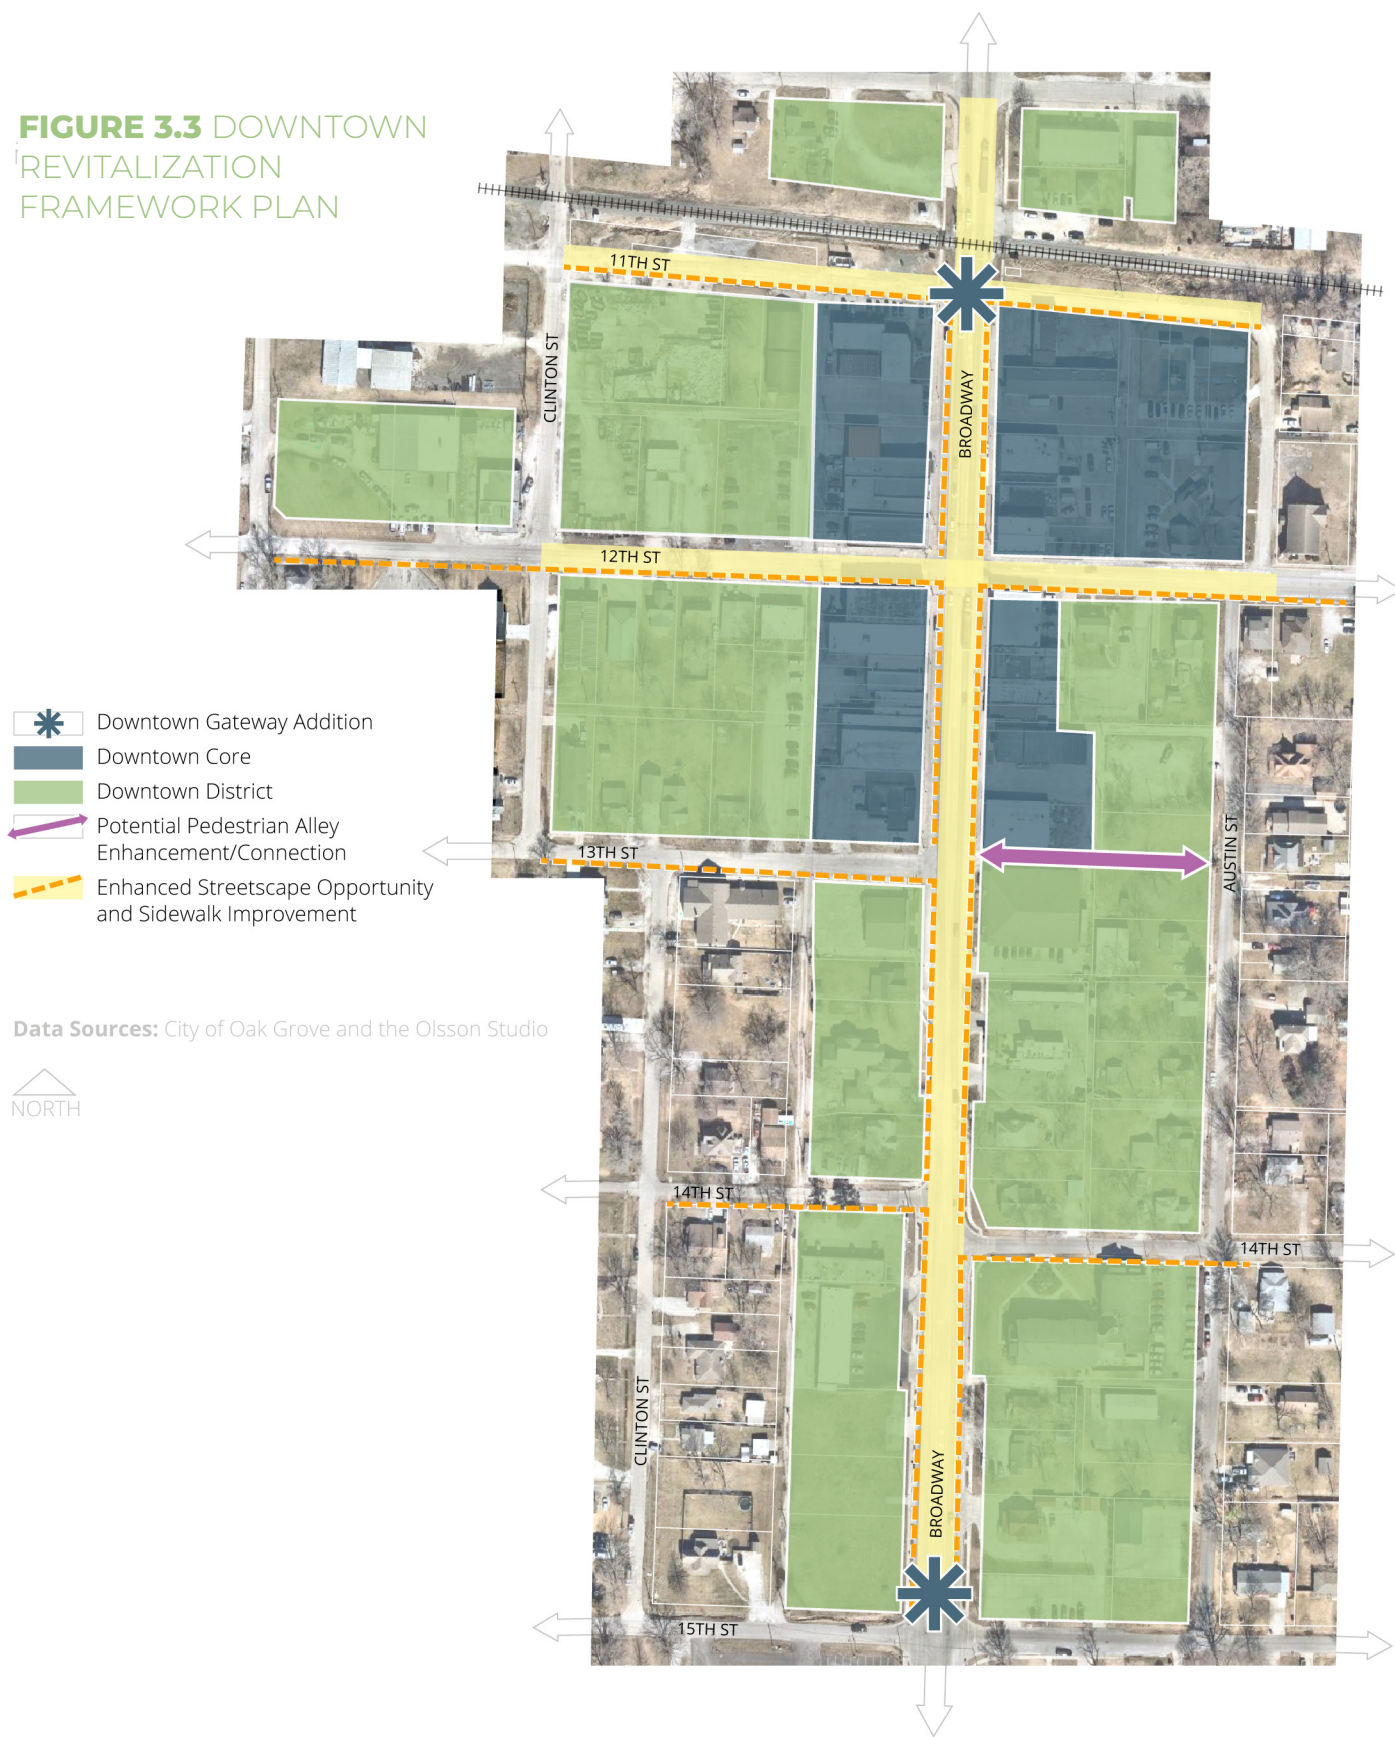 FIGURE 3.3 DOWNTOWN
REVITALIZATION
FRAMEWORK PLAN
11TH ST
CLINTON ST
BROADWAY
12TH ST
Downtown Gateway Addition
Downtown Core
Downtown District
Potential Pedestrian Alley
Enhancement/Connection
Enhanced Streetscape Opportunity
and Sidewalk Improvement
13TH ST
AUSTIN ST
Data Sources: City of Oak Grove and the Olsson Studio
NORTH
14TH ST
14TH ST
CLINTON ST
BROADWAY
15TH ST